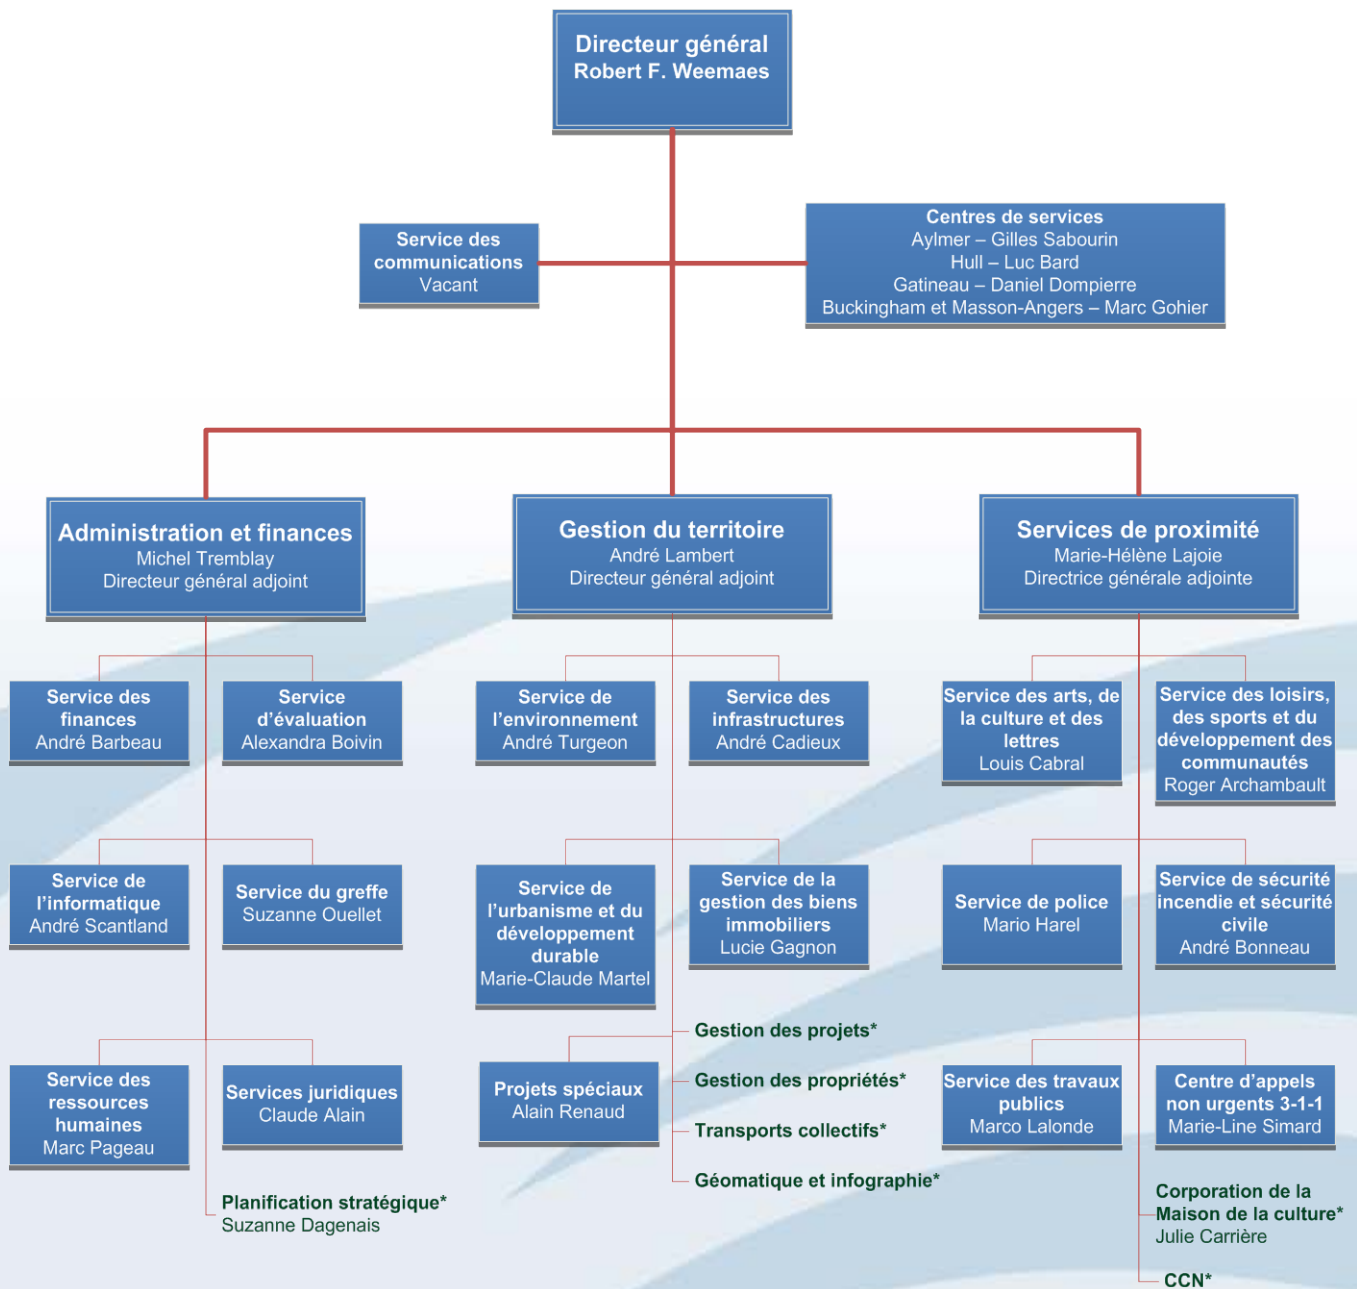 Directeur général
Robert F. Weemaes
Service des
communications
Vacant
Centres de services
Aylmer – Gilles Sabourin
Hull – Luc Bard
Gatineau – Daniel Dompierre
Buckingham et Masson-Angers – Marc Gohier
Administration et finances
Michel Tremblay
Directeur général adjoint
Gestion du territoire
André Lambert
Directeur général adjoint
Services de proximité
Marie-Hélène Lajoie
Directrice générale adjointe
Service des
finances
André Barbeau
Service
d’évaluation
Alexandra Boivin
Service de
l’environnement
André Turgeon
Service des
infrastructures
André Cadieux
Service des arts, de
la culture et des
lettres
Louis Cabral
Service des loisirs,
des sports et du
développement des
communautés
Roger Archambault
Service de
l’informatique
André Scantland
Service du greffe
Suzanne Ouellet
Service de
l’urbanisme et du
développement
durable
Marie-Claude Martel
Service de la
gestion des biens
immobiliers
Lucie Gagnon
Service de police
Mario Harel
Service de sécurité
incendie et sécurité
civile
André Bonneau
Service des
ressources
humaines
Marc Pageau
Services juridiques
Claude Alain
Planification stratégique*
Suzanne Dagenais
Projets spéciaux
Alain Renaud
Gestion des projets*
Gestion des propriétés*
Transports collectifs*
Géomatique et infographie*
Service des travaux
publics
Marco Lalonde
Centre d’appels
non urgents 3-1-1
Marie-Line Simard
Corporation de la
Maison de la culture*
Julie Carrière
CCN*